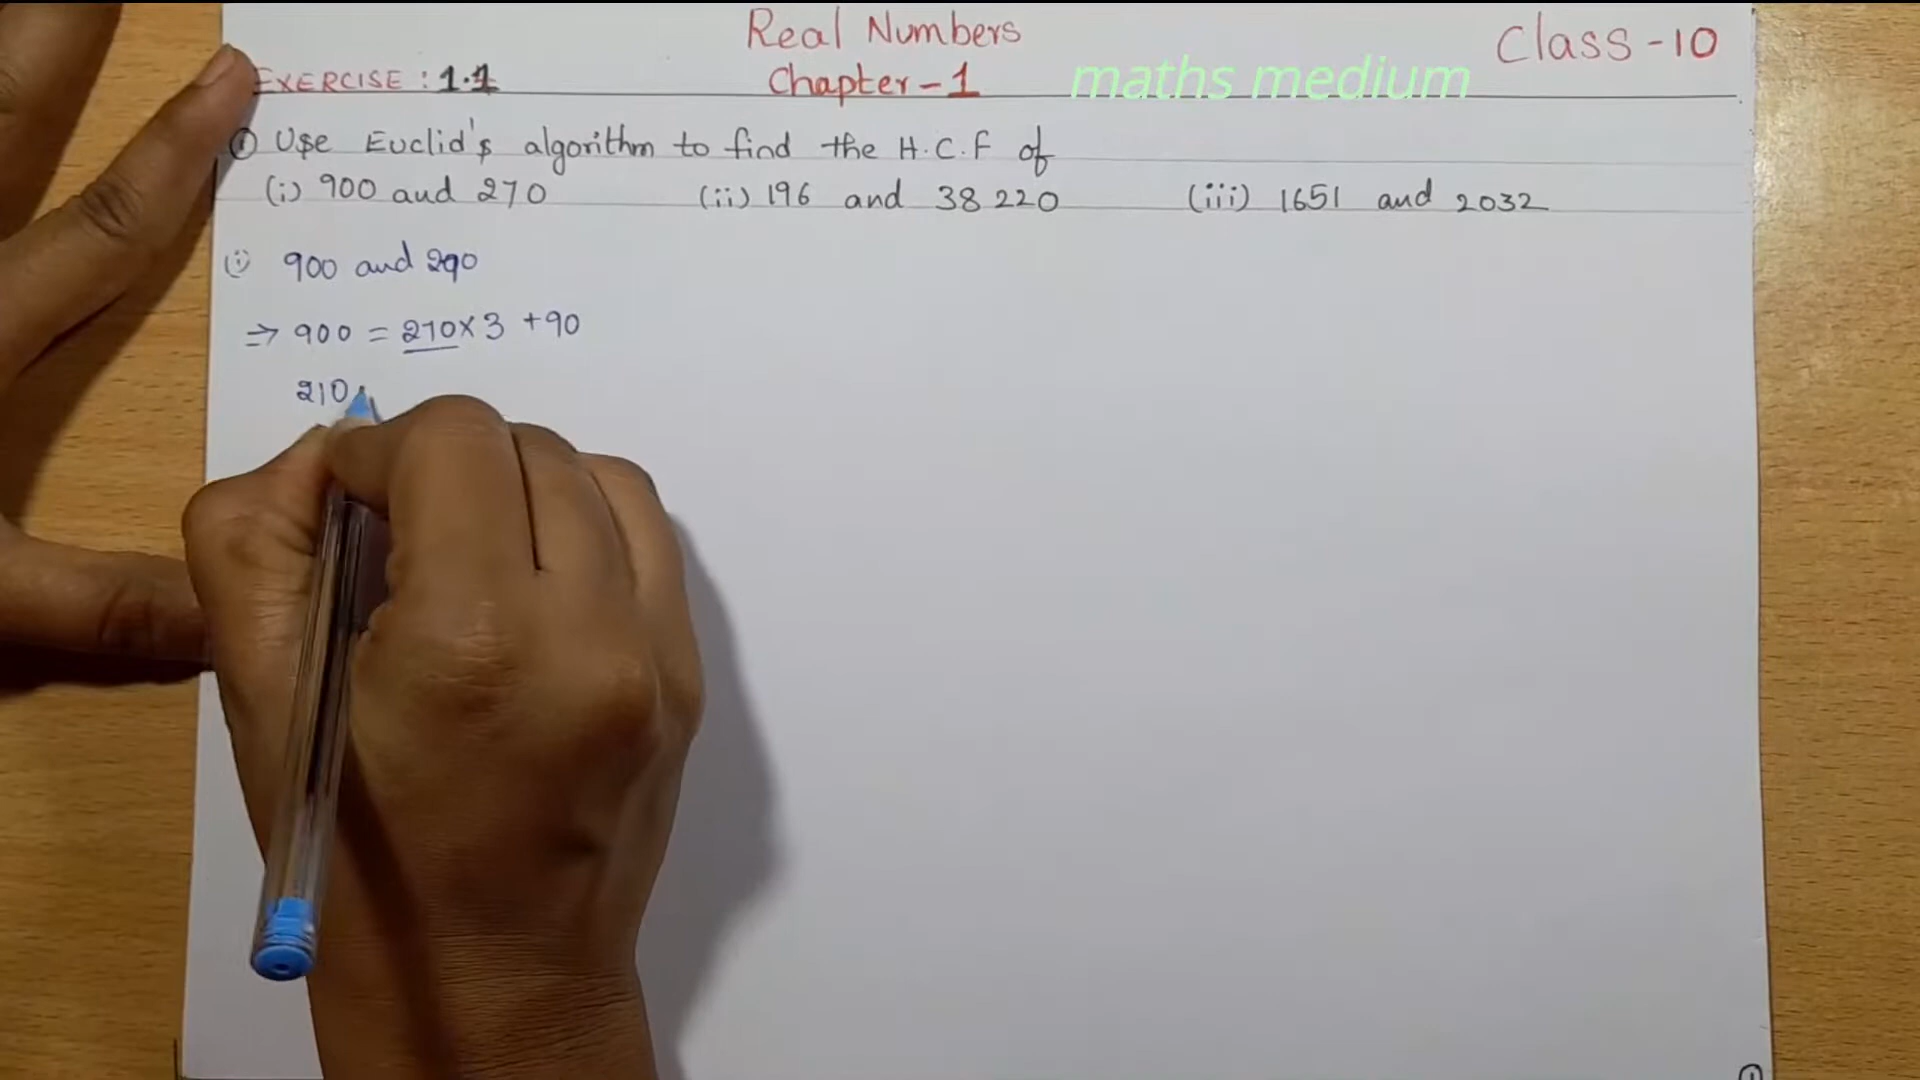 Real Numbers
Class-10
EXERCISE: 1.1
Chapter-1
maths medium
① Use Euclid's algorithm to find the H.C.F of
(i) 900 and 270 (ii) 196 and 38220 (iii) 1651 and 2032
(i) 900 and 290
⇒ 900 = 210 × 3 + 90
210